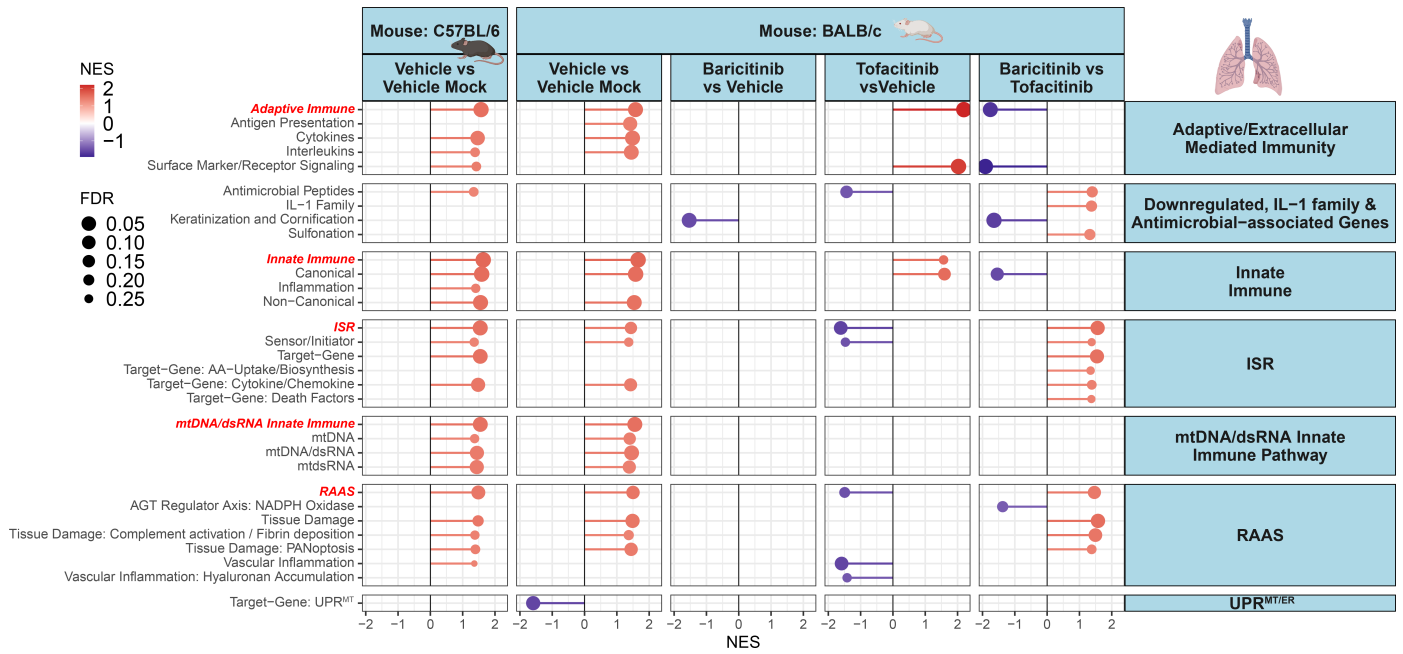 Mouse: C57BL/6
Mouse: BALB/c
Vehicle vs
Vehicle Mock
Vehicle vs
Vehicle Mock
Baricitinib
vs Vehicle
Tofacitinib
vsVehicle
Baricitinib vs
Tofacitinib
NES
2
1
0
−1
FDR
0.05
0.10
0.15
0.20
0.25
Adaptive Immune
Antigen Presentation
Cytokines
Interleukins
Surface Marker/Receptor Signaling
Adaptive/Extracellular
Mediated Immunity
Antimicrobial Peptides
IL−1 Family
Keratinization and Cornification
Sulfonation
Downregulated, IL−1 family &
Antimicrobial−associated Genes
Innate Immune
Canonical
Inflammation
Non−Canonical
Innate
Immune
ISR
Sensor/Initiator
Target−Gene
Target−Gene: AA−Uptake/Biosynthesis
Target−Gene: Cytokine/Chemokine
Target−Gene: Death Factors
ISR
mtDNA/dsRNA Innate Immune
mtDNA
mtDNA/dsRNA
mtdsRNA
mtDNA/dsRNA Innate
Immune Pathway
RAAS
AGT Regulator Axis: NADPH Oxidase
Tissue Damage
Tissue Damage: Complement activation / Fibrin deposition
Tissue Damage: PANoptosis
Vascular Inflammation
Vascular Inflammation: Hyaluronan Accumulation
RAAS
Target−Gene: UPRMT
UPRMT/ER
−2 −1 0 1 2
−2 −1 0 1 2
−2 −1 0 1 2
−2 −1 0 1 2
−2 −1 0 1 2
NES